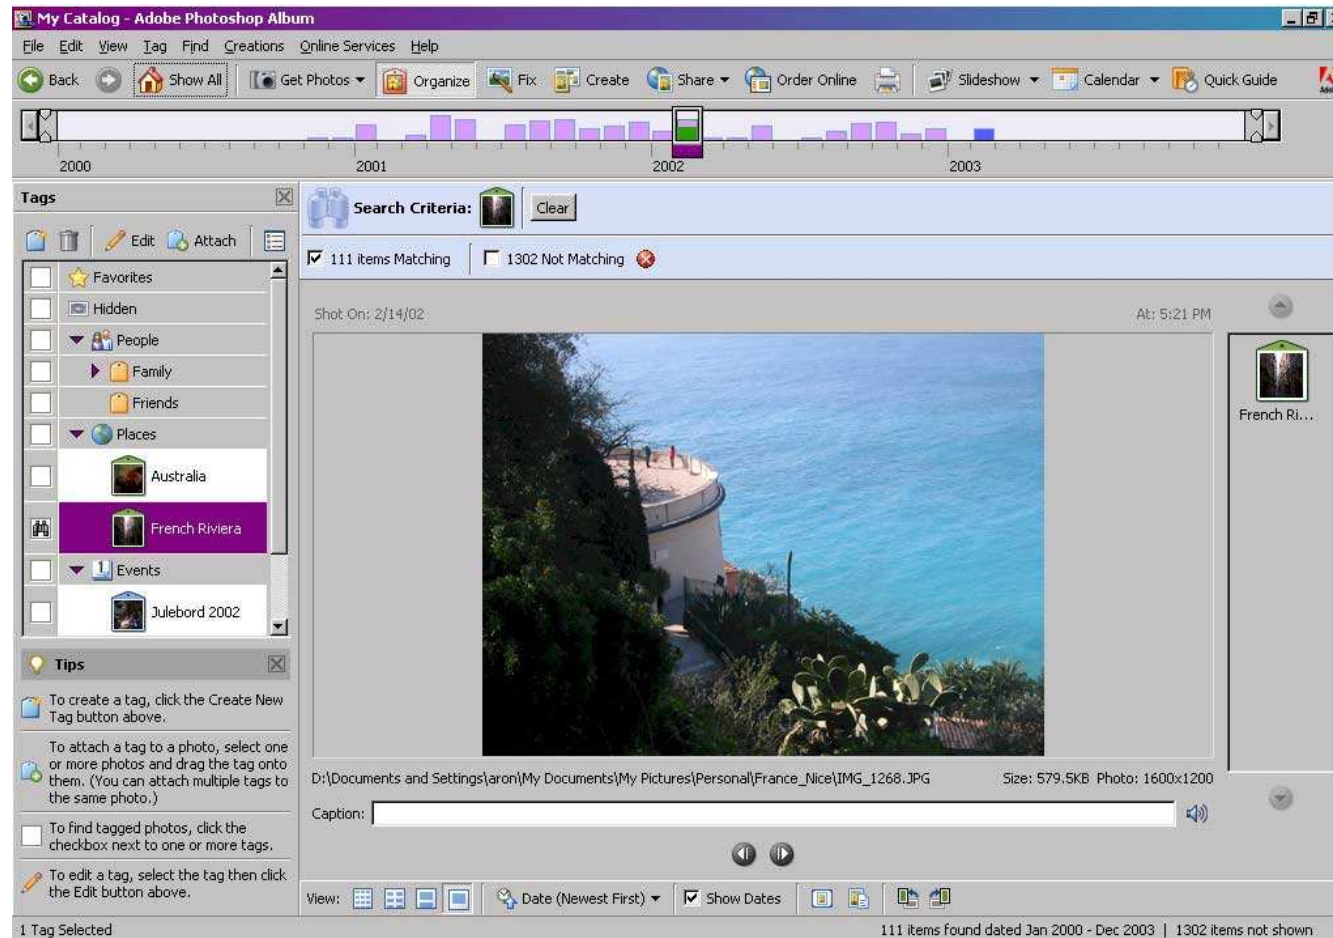 My Catalog - Adobe Photoshop Album
File Edit View Tag Find Creations Online Services Help
Back Show All Get Photos Organize Fix Create Share Order Online Slideshow Calendar Quick Guide
2000 2001 2002 2003
Tags
Edit Attach
Favorites
Hidden
People
Family
Friends
Places
Australia
French Riviera
1 Events
Julebord 2002
Tips
To create a tag, click the Create New
Tag button above.
To attach a tag to a photo, select one
or more photos and drag the tag onto
them. (You can attach multiple tags to
the same photo.)
To find tagged photos, click the
checkbox next to one or more tags.
To edit a tag, select the tag then click
the Edit button above.
Search Criteria: Clear
111 items Matching 1302 Not Matching
Shot On: 2/14/02 At: 5:21 PM
French Ri...
D:\Documents and Settings\aron\My Documents\My Pictures\Personal\France_Nice\IMG_1268.JPG Size: 579.5KB Photo: 1600x1200
Caption:
View: Date (Newest First) Show Dates
1 Tag Selected 111 items found dated Jan 2000 - Dec 2003 | 1302 items not shown